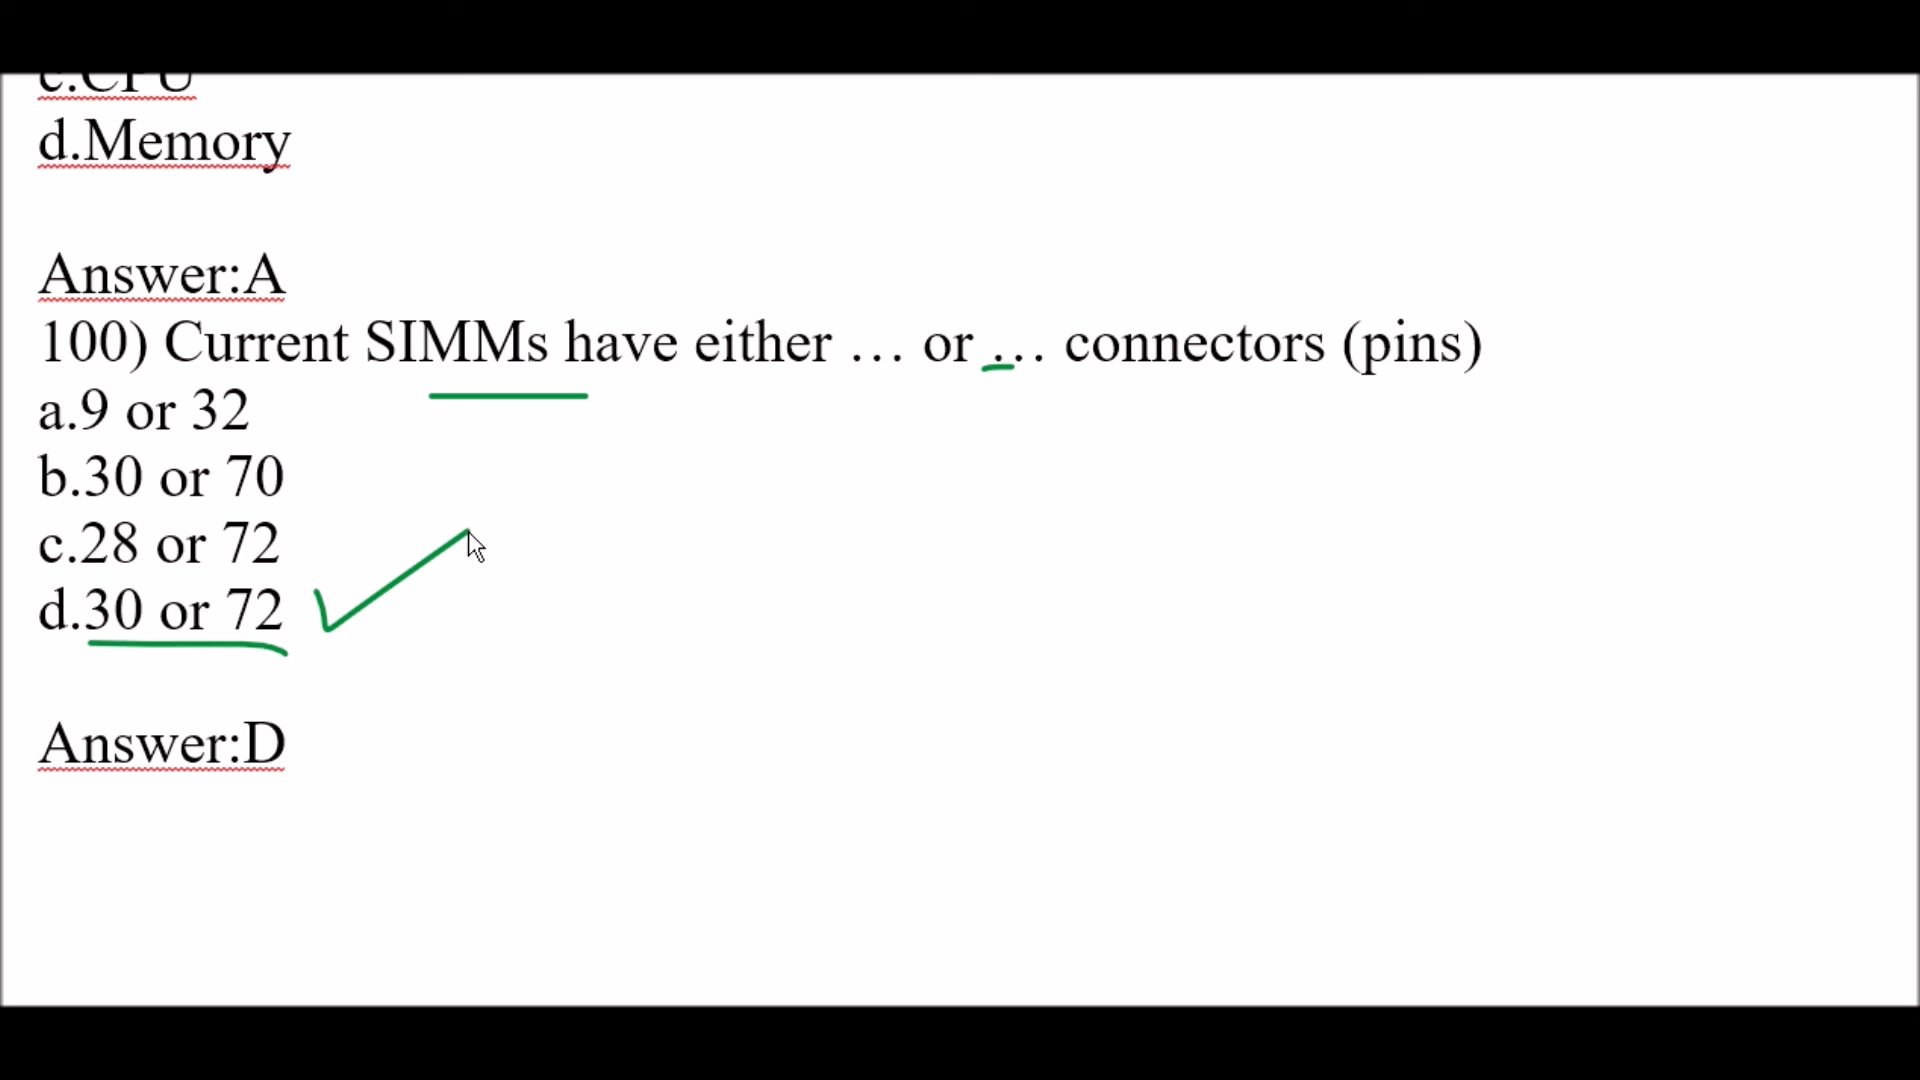 c.CPU
d.Memory
Answer:A
100) Current SIMMs have either … or … connectors (pins)
a.9 or 32
b.30 or 70
c.28 or 72
d.30 or 72
Answer:D